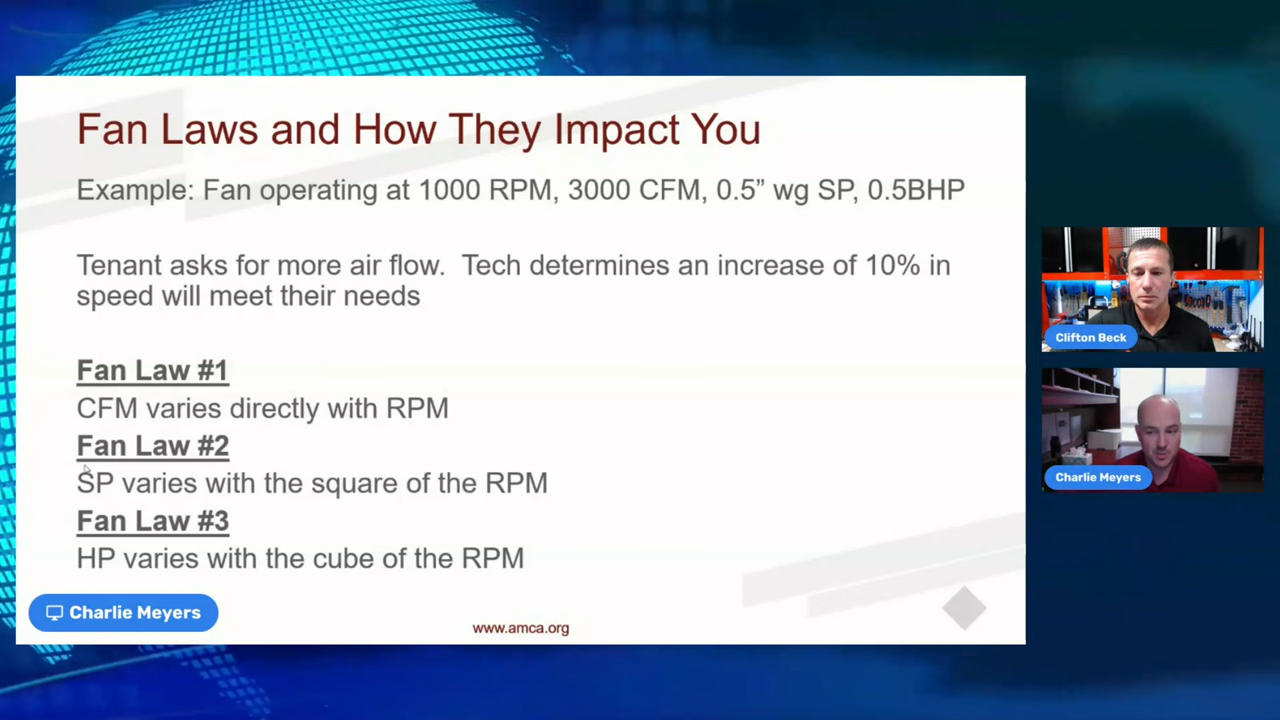 Fan Laws and How They Impact You
Example: Fan operating at 1000 RPM, 3000 CFM, 0.5” wg SP, 0.5BHP
Tenant asks for more air flow.  Tech determines an increase of 10% in
speed will meet their needs
Fan Law #1
CFM varies directly with RPM
Fan Law #2
SP varies with the square of the RPM
Fan Law #3
HP varies with the cube of the RPM
Charlie Meyers
www.amca.org
Clifton Beck
Charlie Meyers